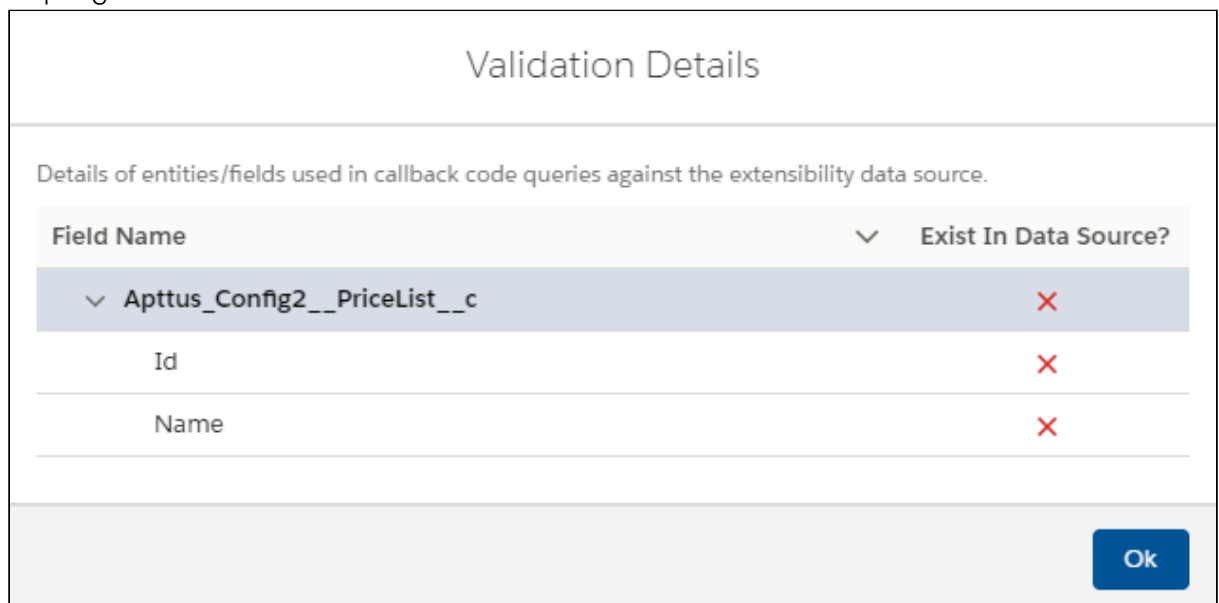 Validation Details
Details of entities/fields used in callback code queries against the extensibility data source.
Field Name Exist In Data Source?
Apttus_Config2__PriceList__c
Id
Name
Ok